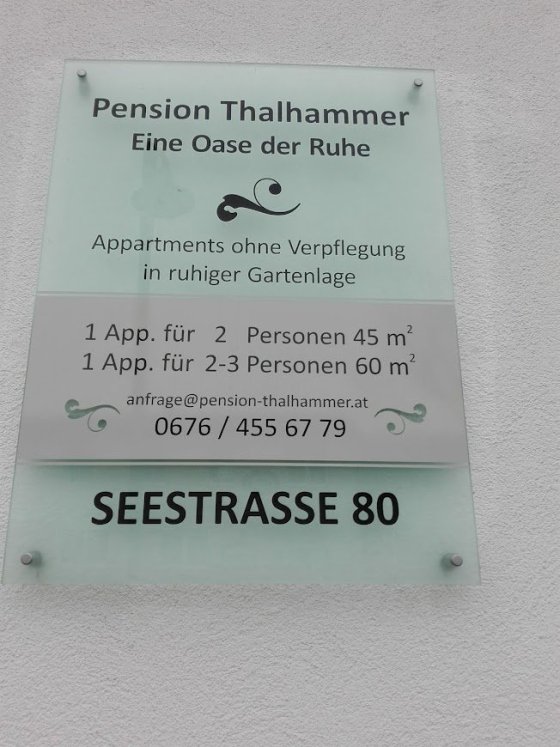 Pension Thalhammer
Eine Oase der Ruhe
Appartments ohne Verpflegung
in ruhiger Gartenlage
1 App. für 2 Personen 45 m²
1 App. für 2-3 Personen 60 m²
anfrage@pension-thalhammer.at
0676 / 455 67 79
SEESTRASSE 80